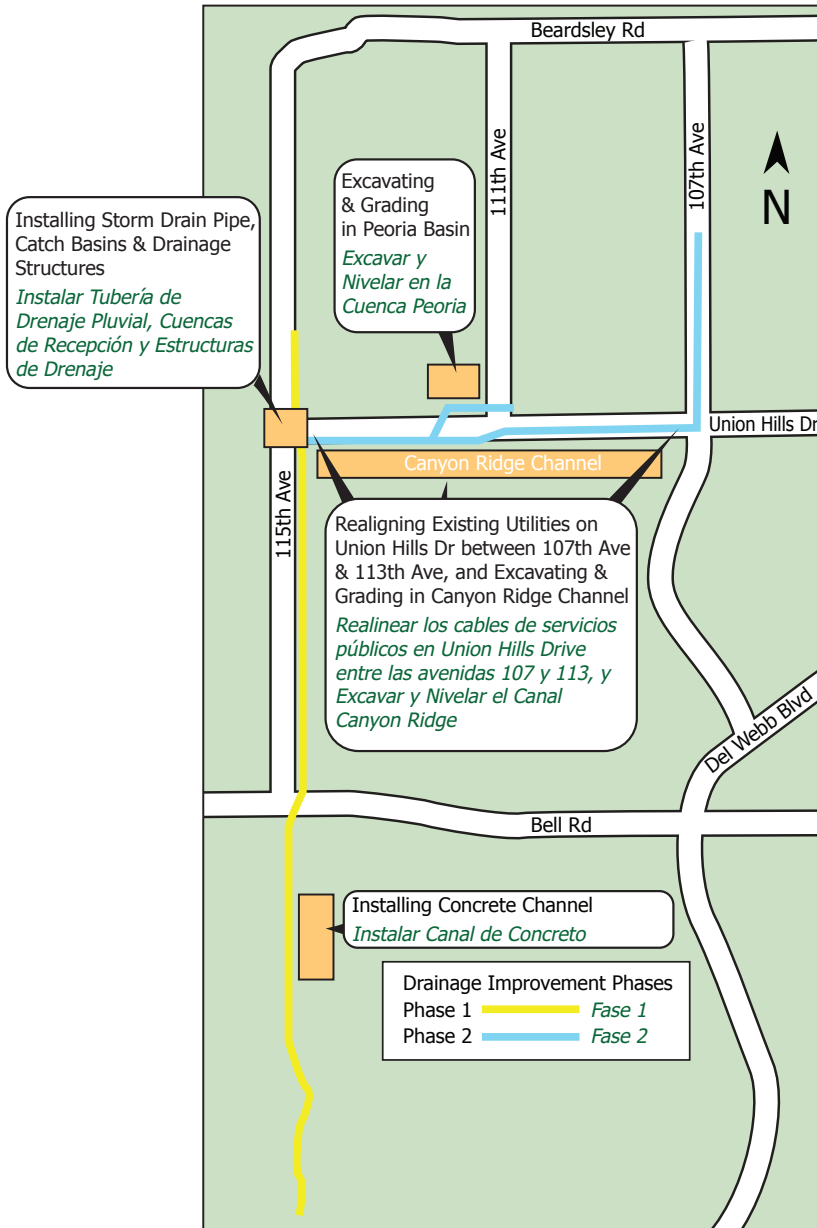 Beardsley Rd
111th Ave
107th Ave
N
Excavating
& Grading
in Peoria Basin
Excavar y
Nivelar en la
Cuenca Peoria
Installing Storm Drain Pipe,
Catch Basins & Drainage
Structures
Instalar Tubería de
Drenaje Pluvial, Cuencas
de Recepción y Estructuras
de Drenaje
Union Hills Dr
Canyon Ridge Channel
115th Ave
Realigning Existing Utilities on
Union Hills Dr between 107th Ave
& 113th Ave, and Excavating &
Grading in Canyon Ridge Channel
Realinear los cables de servicios
públicos en Union Hills Drive
entre las avenidas 107 y 113, y
Excavar y Nivelar el Canal
Canyon Ridge
Del Webb Blvd
Bell Rd
Installing Concrete Channel
Instalar Canal de Concreto
Drainage Improvement Phases
Phase 1 Fase 1
Phase 2 Fase 2